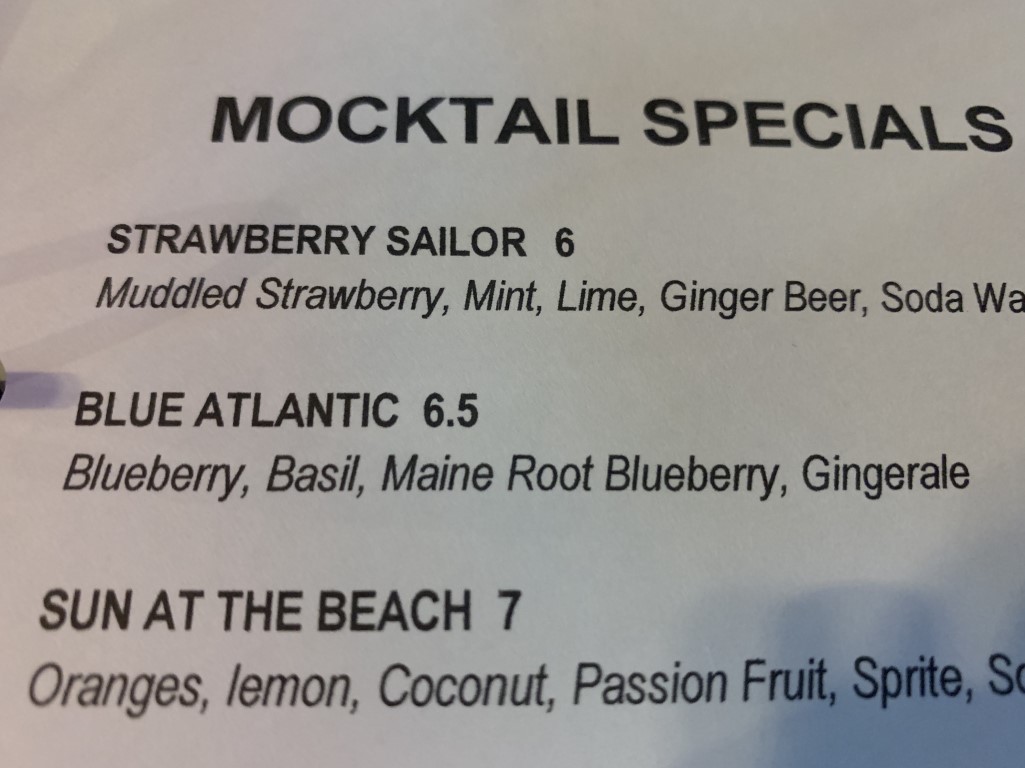 MOCKTAIL SPECIALS
STRAWBERRY SAILOR 6
Muddled Strawberry, Mint, Lime, Ginger Beer, Soda
BLUE ATLANTIC 6.5
Blueberry, Basil, Maine Root Blueberry, Gingerale
SUN AT THE BEACH 7
Oranges, lemon, Coconut, Passion Fruit, Sprite,